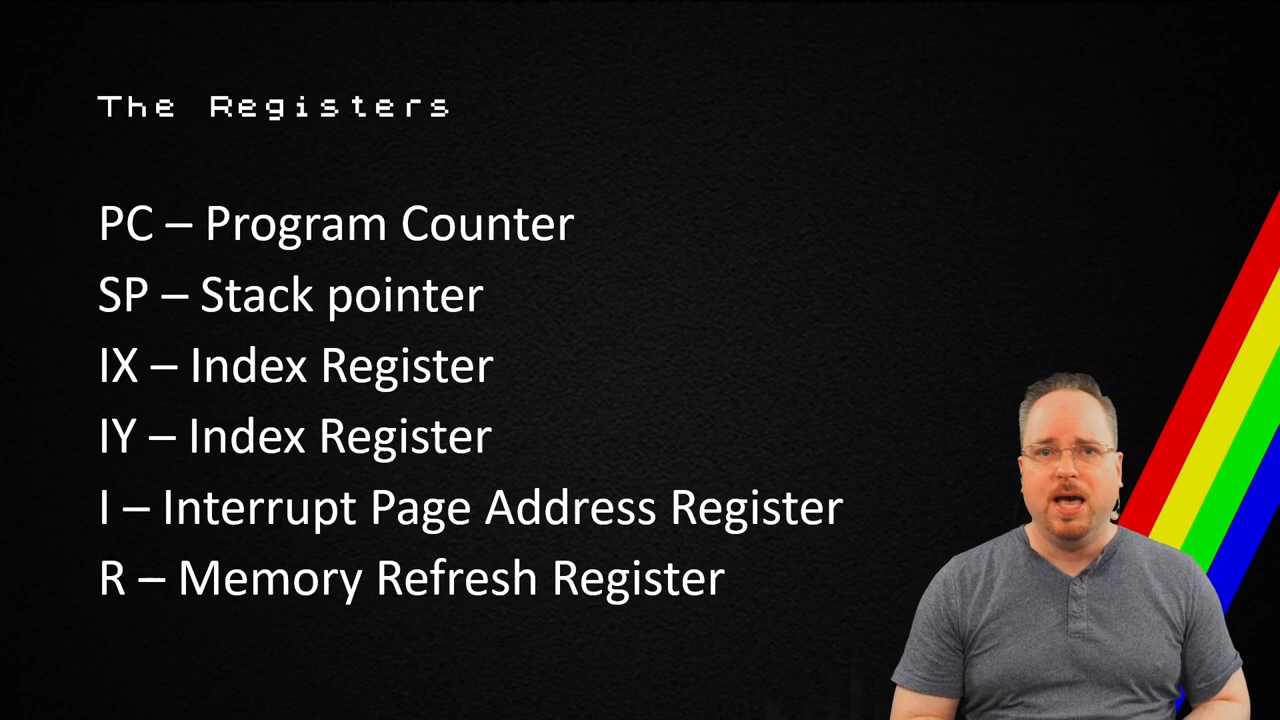 The Registers
PC – Program Counter
SP – Stack pointer
IX – Index Register
IY – Index Register
I – Interrupt Page Address Register
R – Memory Refresh Register